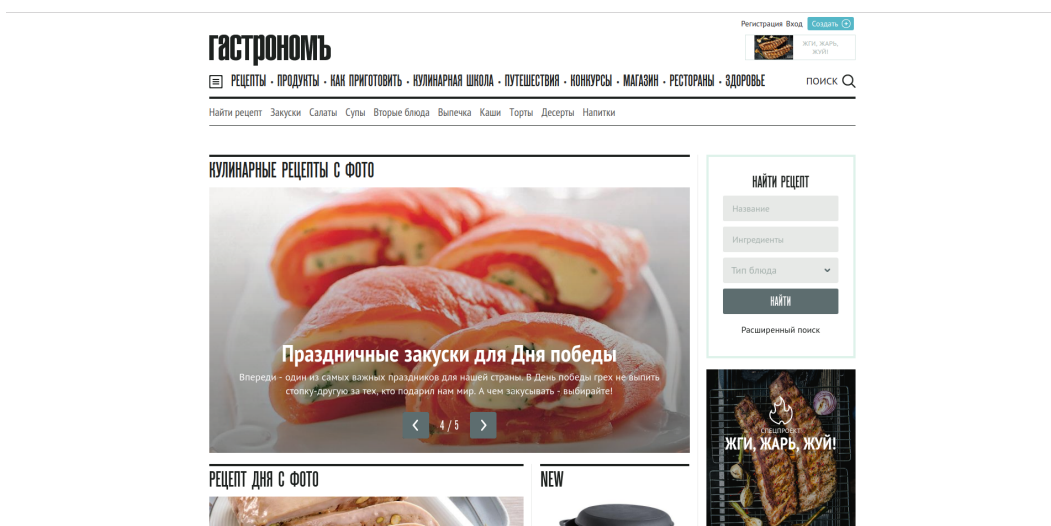 Регистрация Вход Создать
гастрономъ
ЖГИ, ЖАРЬ,
ЖУЙ!
РЕЦЕПТЫ • ПРОДУКТЫ • КАК ПРИГОТОВИТЬ • КУЛИНАРНАЯ ШКОЛА • ПУТЕШЕСТВИЯ • КОНКУРСЫ • МАГАЗИН • РЕСТОРАНЫ • ЗДОРОВЬЕ
ПОИСК
Найти рецепт Закуски Салаты Супы Вторые блюда Выпечка Каши Торты Десерты Напитки
КУЛИНАРНЫЕ РЕЦЕПТЫ С ФОТО
Праздничные закуски для Дня победы
Впереди - один из самых важных праздников для нашей страны. В День победы грех не выпить
стопку-другую за тех, кто подарил нам мир. А чем закусывать - выбирайте!
4 / 5
НАЙТИ РЕЦЕПТ
Название
Ингредиенты
Тип блюда
НАЙТИ
Расширенный поиск
СПЕЦПРОЕКТ
ЖГИ, ЖАРЬ, ЖУЙ!
РЕЦЕПТ ДНЯ С ФОТО
NEW